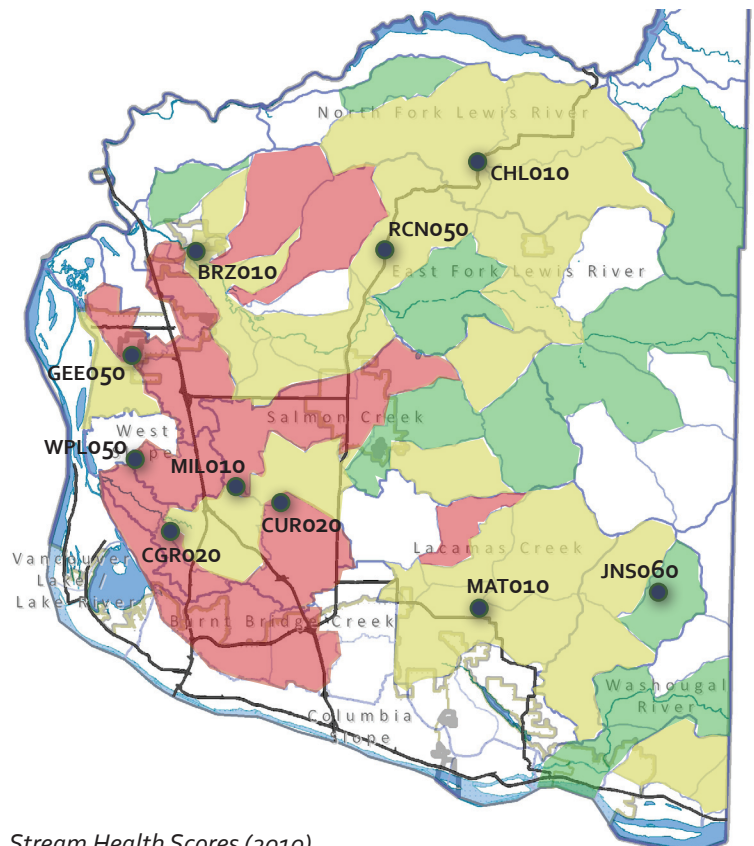 North Fork Lewis River
CHL010
RCN050
BRZ010
East Fork Lewis River
GEE050
Salmon Creek
West
WPL050
MIL010
CUR020
CGR020
Lacamas Creek
Vancouver
Lake /
Lake River
JNS060
MAT010
Burnt Bridge Creek
Washougal
River
Columbia
Slope
Stream Health Scores (2010)